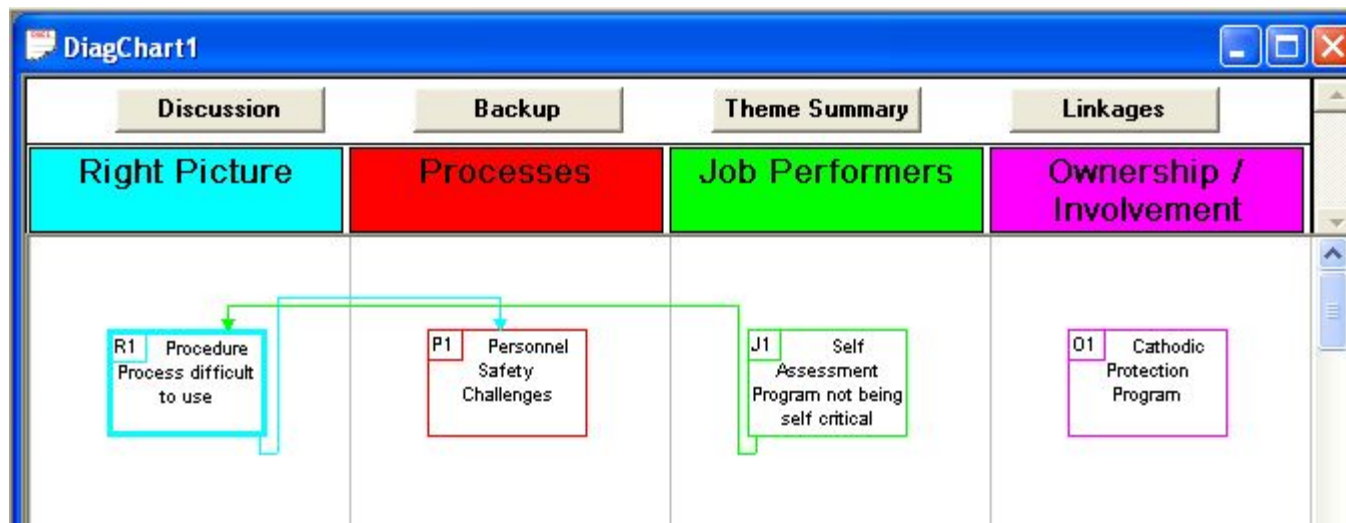 DiagChart1
Discussion
Backup
Theme Summary
Linkages
Right Picture
Processes
Job Performers
Ownership /
Involvement
R1 Procedure
Process difficult
to use
P1 Personnel
Safety
Challenges
J1 Self
Assessment
Program not being
self critical
O1 Cathodic
Protection
Program